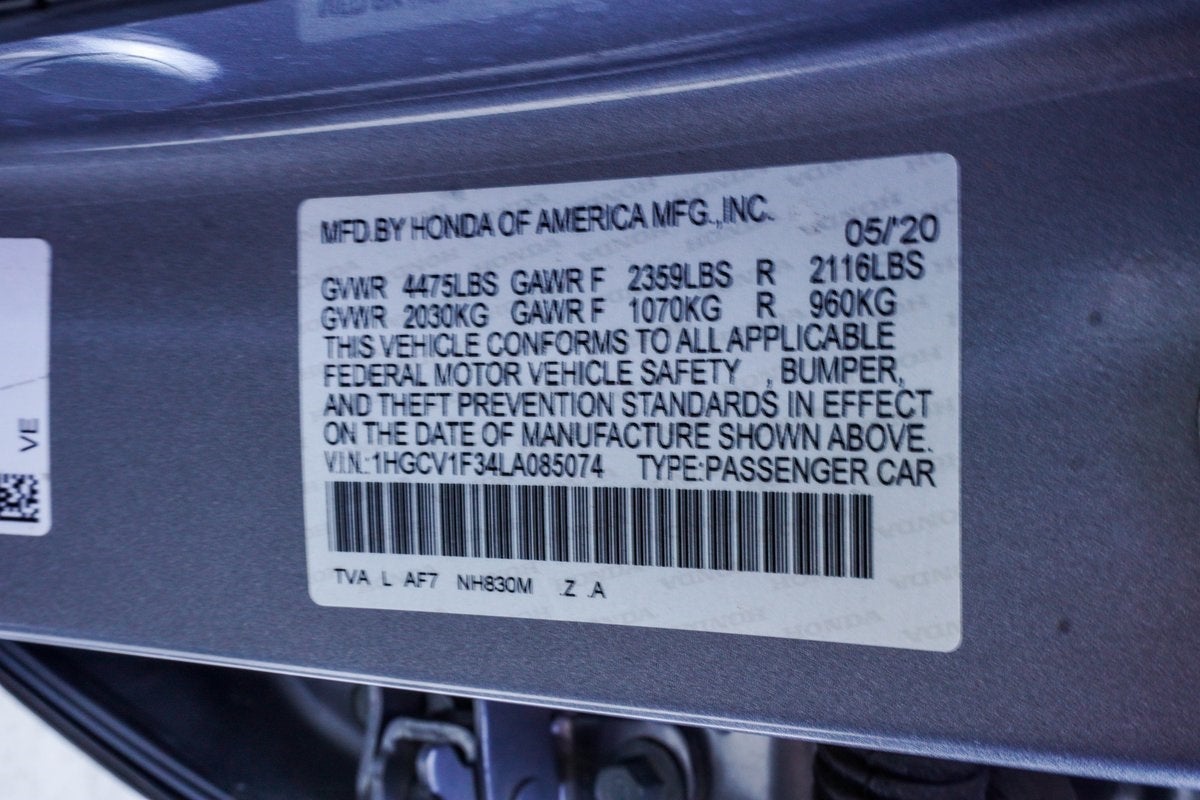 MFD.BY HONDA OF AMERICA MFG.,INC.
05/'20
GVWR 4475LBS GAWR F 2359LBS R 2116LBS
GVWR 2030KG GAWR F 1070KG R 960KG
THIS VEHICLE CONFORMS TO ALL APPLICABLE
FEDERAL MOTOR VEHICLE SAFETY , BUMPER,
AND THEFT PREVENTION STANDARDS IN EFFECT
ON THE DATE OF MANUFACTURE SHOWN ABOVE.
V.I.N.:1HGCV1F34LA085074 TYPE:PASSENGER CAR
TVA L AF7 NH830M .Z .A
VE